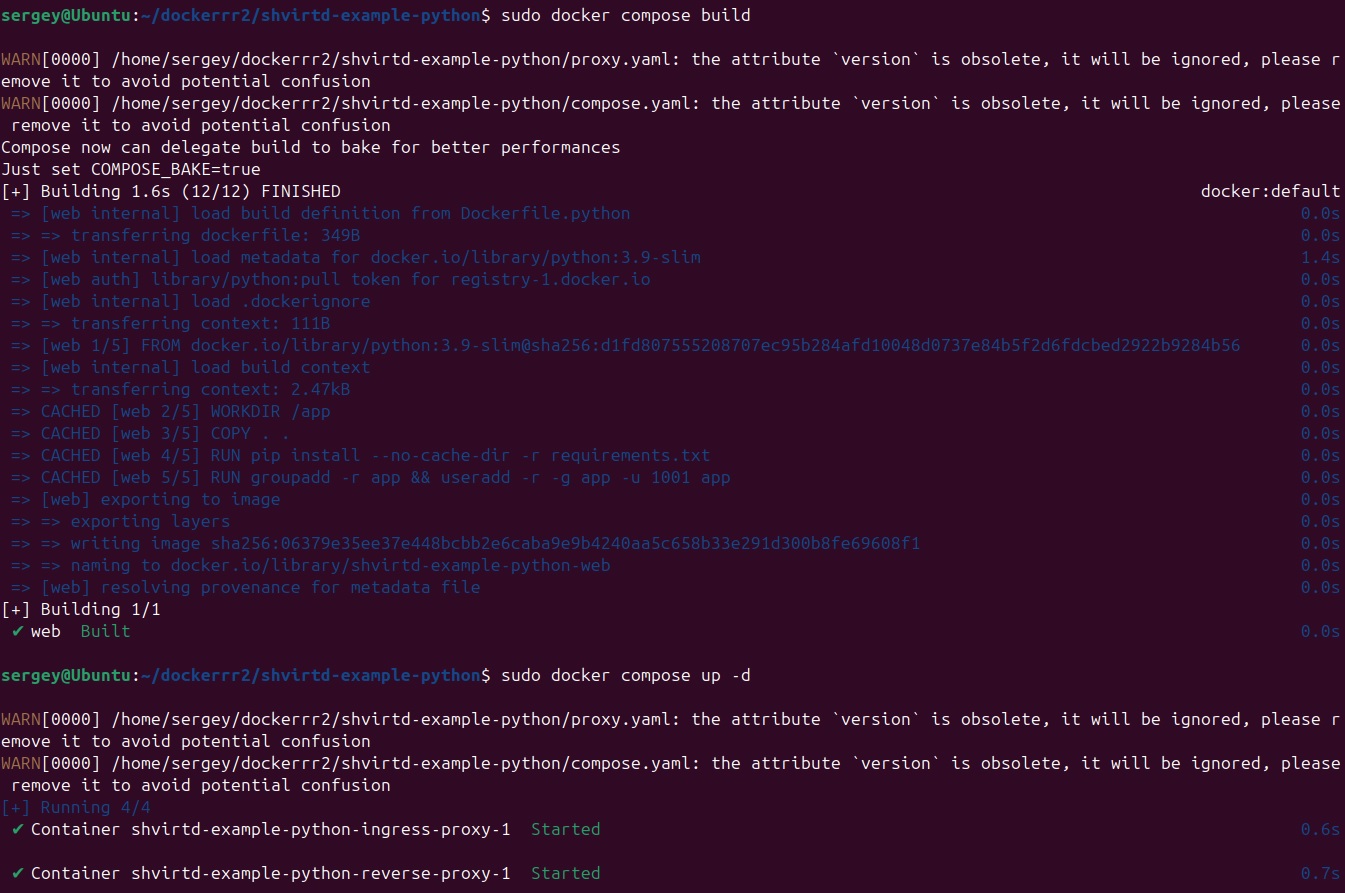 sergey@Ubuntu:~/dockerrr2/shvirtd-example-python$ sudo docker compose build
WARN[0000] /home/sergey/dockerrr2/shvirtd-example-python/proxy.yaml: the attribute `version` is obsolete, it will be ignored, please r
emove it to avoid potential confusion
WARN[0000] /home/sergey/dockerrr2/shvirtd-example-python/compose.yaml: the attribute `version` is obsolete, it will be ignored, please
 remove it to avoid potential confusion
Compose now can delegate build to bake for better performances
Just set COMPOSE_BAKE=true
[+] Building 1.6s (12/12) FINISHED docker:default
 => [web internal] load build definition from Dockerfile.python 0.0s
 => => transferring dockerfile: 349B 0.0s
 => [web internal] load metadata for docker.io/library/python:3.9-slim 1.4s
 => [web auth] library/python:pull token for registry-1.docker.io 0.0s
 => [web internal] load .dockerignore 0.0s
 => => transferring context: 111B 0.0s
 => [web 1/5] FROM docker.io/library/python:3.9-slim@sha256:d1fd807555208707ec95b284afd10048d0737e84b5f2d6fdcbed2922b9284b56 0.0s
 => [web internal] load build context 0.0s
 => => transferring context: 2.47kB 0.0s
 => CACHED [web 2/5] WORKDIR /app 0.0s
 => CACHED [web 3/5] COPY . . 0.0s
 => CACHED [web 4/5] RUN pip install --no-cache-dir -r requirements.txt 0.0s
 => CACHED [web 5/5] RUN groupadd -r app && useradd -r -g app -u 1001 app 0.0s
 => [web] exporting to image 0.0s
 => => exporting layers 0.0s
 => => writing image sha256:06379e35ee37e448bcbb2e6caba9e9b4240aa5c658b33e291d300b8fe69608f1 0.0s
 => => naming to docker.io/library/shvirtd-example-python-web 0.0s
 => [web] resolving provenance for metadata file 0.0s
[+] Building 1/1
 ✔ web  Built 0.0s
sergey@Ubuntu:~/dockerrr2/shvirtd-example-python$ sudo docker compose up -d
WARN[0000] /home/sergey/dockerrr2/shvirtd-example-python/proxy.yaml: the attribute `version` is obsolete, it will be ignored, please r
emove it to avoid potential confusion
WARN[0000] /home/sergey/dockerrr2/shvirtd-example-python/compose.yaml: the attribute `version` is obsolete, it will be ignored, please
 remove it to avoid potential confusion
[+] Running 4/4
 ✔ Container shvirtd-example-python-ingress-proxy-1  Started 0.6s
 ✔ Container shvirtd-example-python-reverse-proxy-1  Started 0.7s